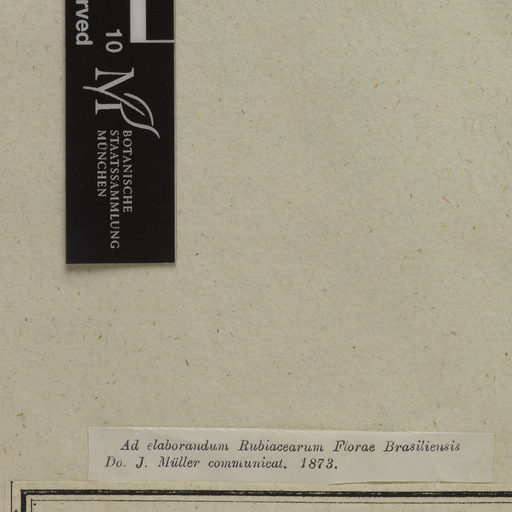 rved
10
M
BOTANISCHE
STAATSSAMMLUNG
MÜNCHEN
Ad elaborandum Rubiacearum Florae Brasiliensis
Do. J. Müller communicat. 1873.